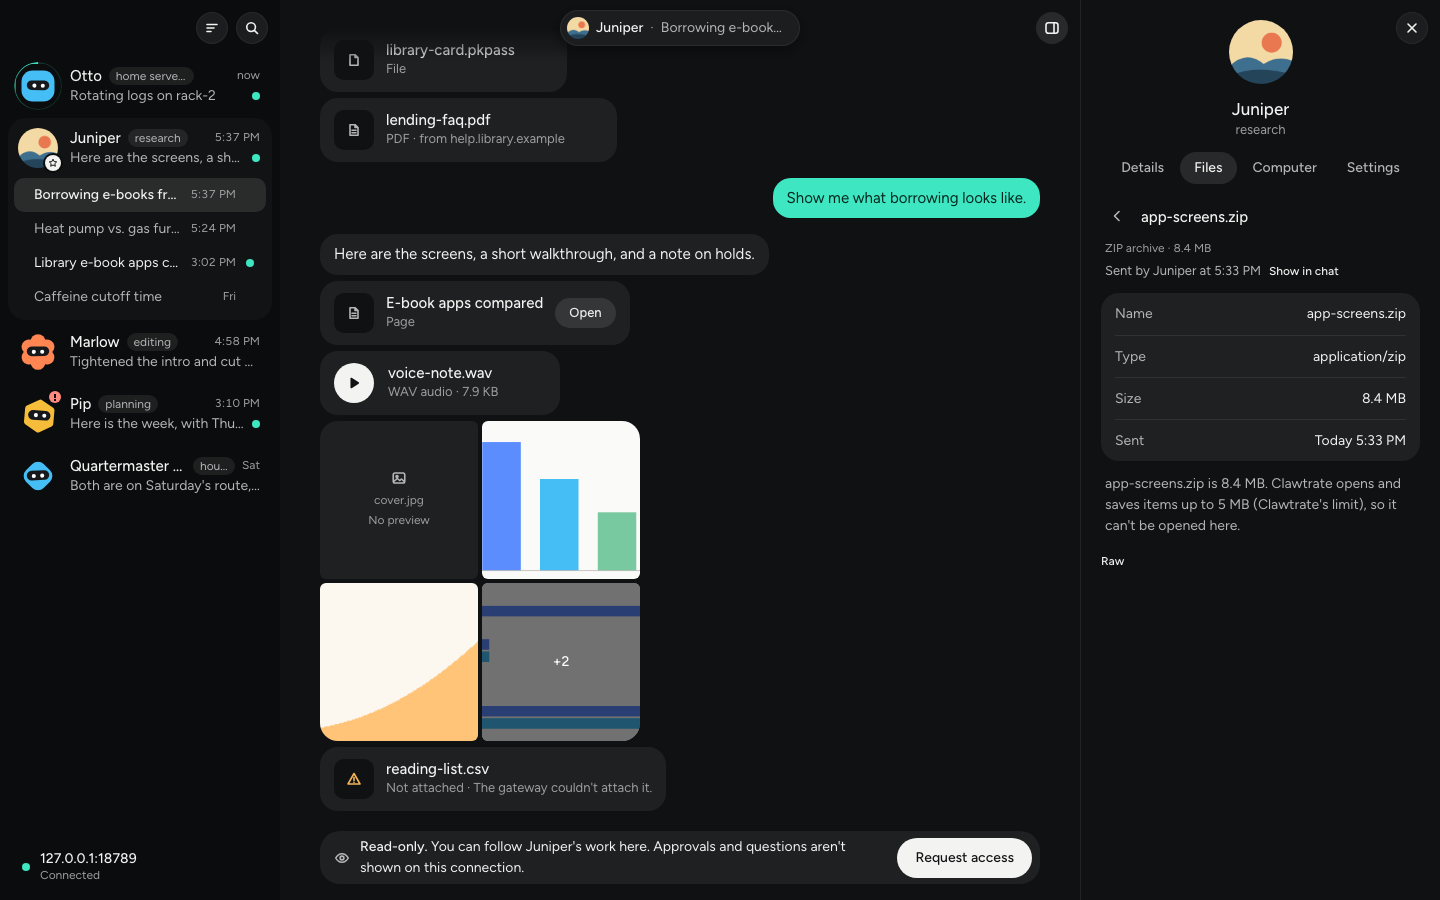 Otto home serve... now
Rotating logs on rack-2
Juniper research 5:37 PM
Here are the screens, a sh...
Borrowing e-books fr... 5:37 PM
Heat pump vs. gas fur... 5:24 PM
Library e-book apps c... 3:02 PM
Caffeine cutoff time Fri
Marlow editing 4:58 PM
Tightened the intro and cut ...
Pip planning 3:10 PM
Here is the week, with Thu...
Quartermaster ... hou... Sat
Both are on Saturday's route,...
127.0.0.1:18789
Connected
Juniper · Borrowing e-book...
library-card.pkpass
File
lending-faq.pdf
PDF · from help.library.example
Show me what borrowing looks like.
Here are the screens, a short walkthrough, and a note on holds.
E-book apps compared
Page
Open
voice-note.wav
WAV audio · 7.9 KB
cover.jpg
No preview
+2
reading-list.csv
Not attached · The gateway couldn't attach it.
Read-only. You can follow Juniper's work here. Approvals and questions aren't
shown on this connection.
Request access
Juniper
research
Details Files Computer Settings
app-screens.zip
ZIP archive · 8.4 MB
Sent by Juniper at 5:33 PM Show in chat
Name app-screens.zip
Type application/zip
Size 8.4 MB
Sent Today 5:33 PM
app-screens.zip is 8.4 MB. Clawtrate opens and
saves items up to 5 MB (Clawtrate's limit), so it
can't be opened here.
Raw